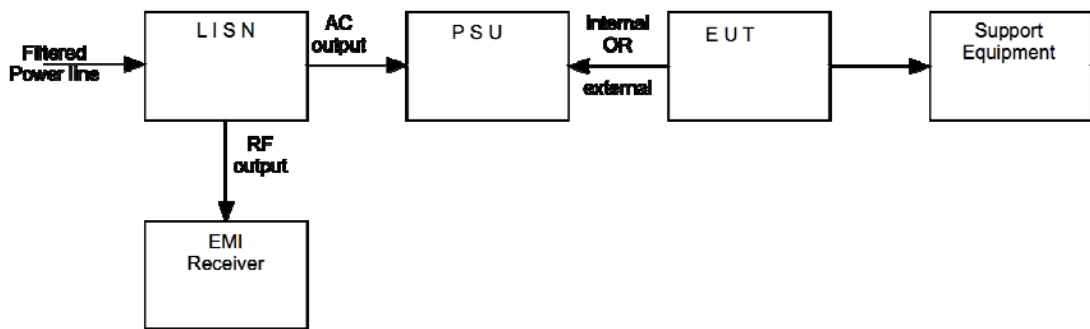 Filtered
Power line
L I S N
AC
output
P S U
Internal
OR
external
E U T
Support
Equipment
RF
output
EMI
Receiver